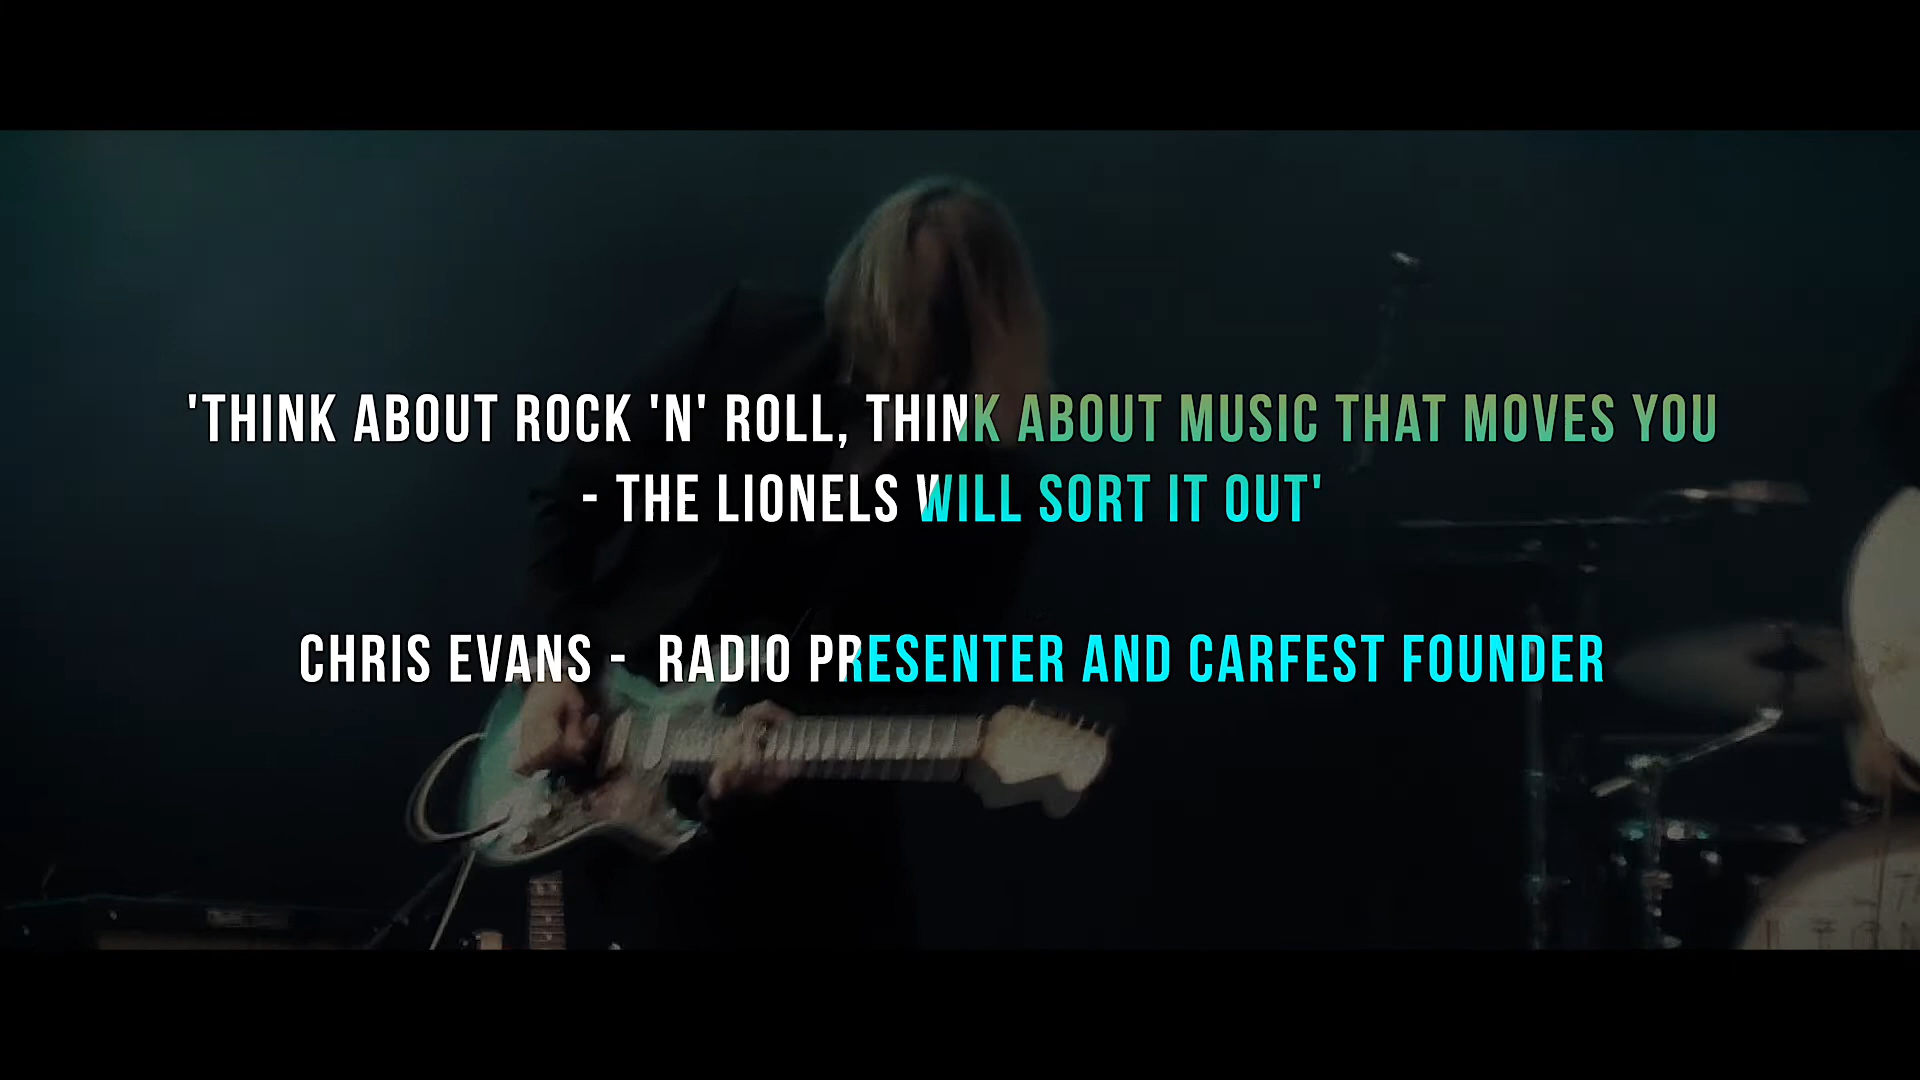 'THINK ABOUT ROCK 'N' ROLL, THINK ABOUT MUSIC THAT MOVES YOU
- THE LIONELS WILL SORT IT OUT'
CHRIS EVANS -  RADIO PRESENTER AND CARFEST FOUNDER